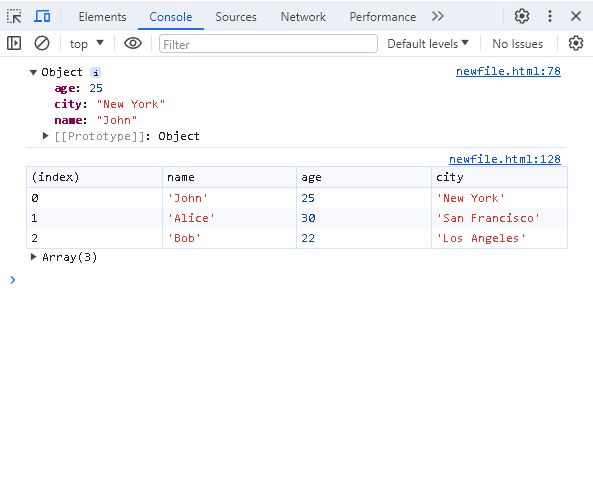 Elements Console Sources Network Performance
top Filter Default levels No Issues
Object i newfile.html:78
age: 25
city: "New York"
name: "John"
[[Prototype]]: Object
newfile.html:128
(index) name age city
0 'John' 25 'New York'
1 'Alice' 30 'San Francisco'
2 'Bob' 22 'Los Angeles'
Array(3)